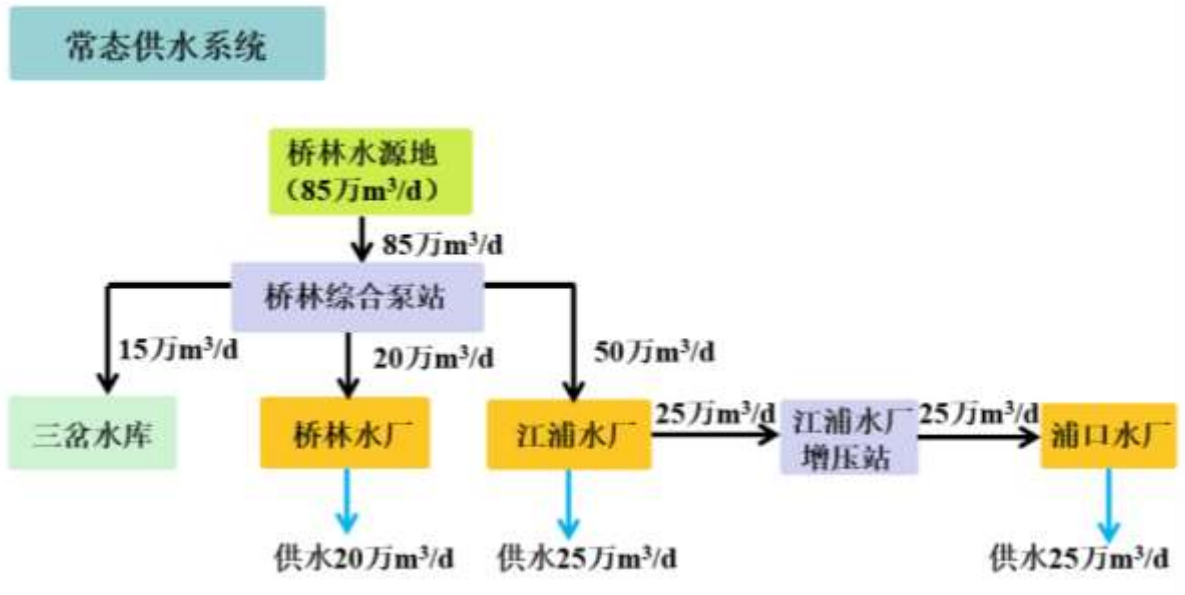 常态供水系统
桥林水源地
（85万m³/d）
85万m³/d
桥林综合泵站
15万m³/d
20万m³/d
50万m³/d
三岔水库
桥林水厂
江浦水厂
25万m³/d
江浦水厂
增压站
25万m³/d
浦口水厂
供水20万m³/d
供水25万m³/d
供水25万m³/d